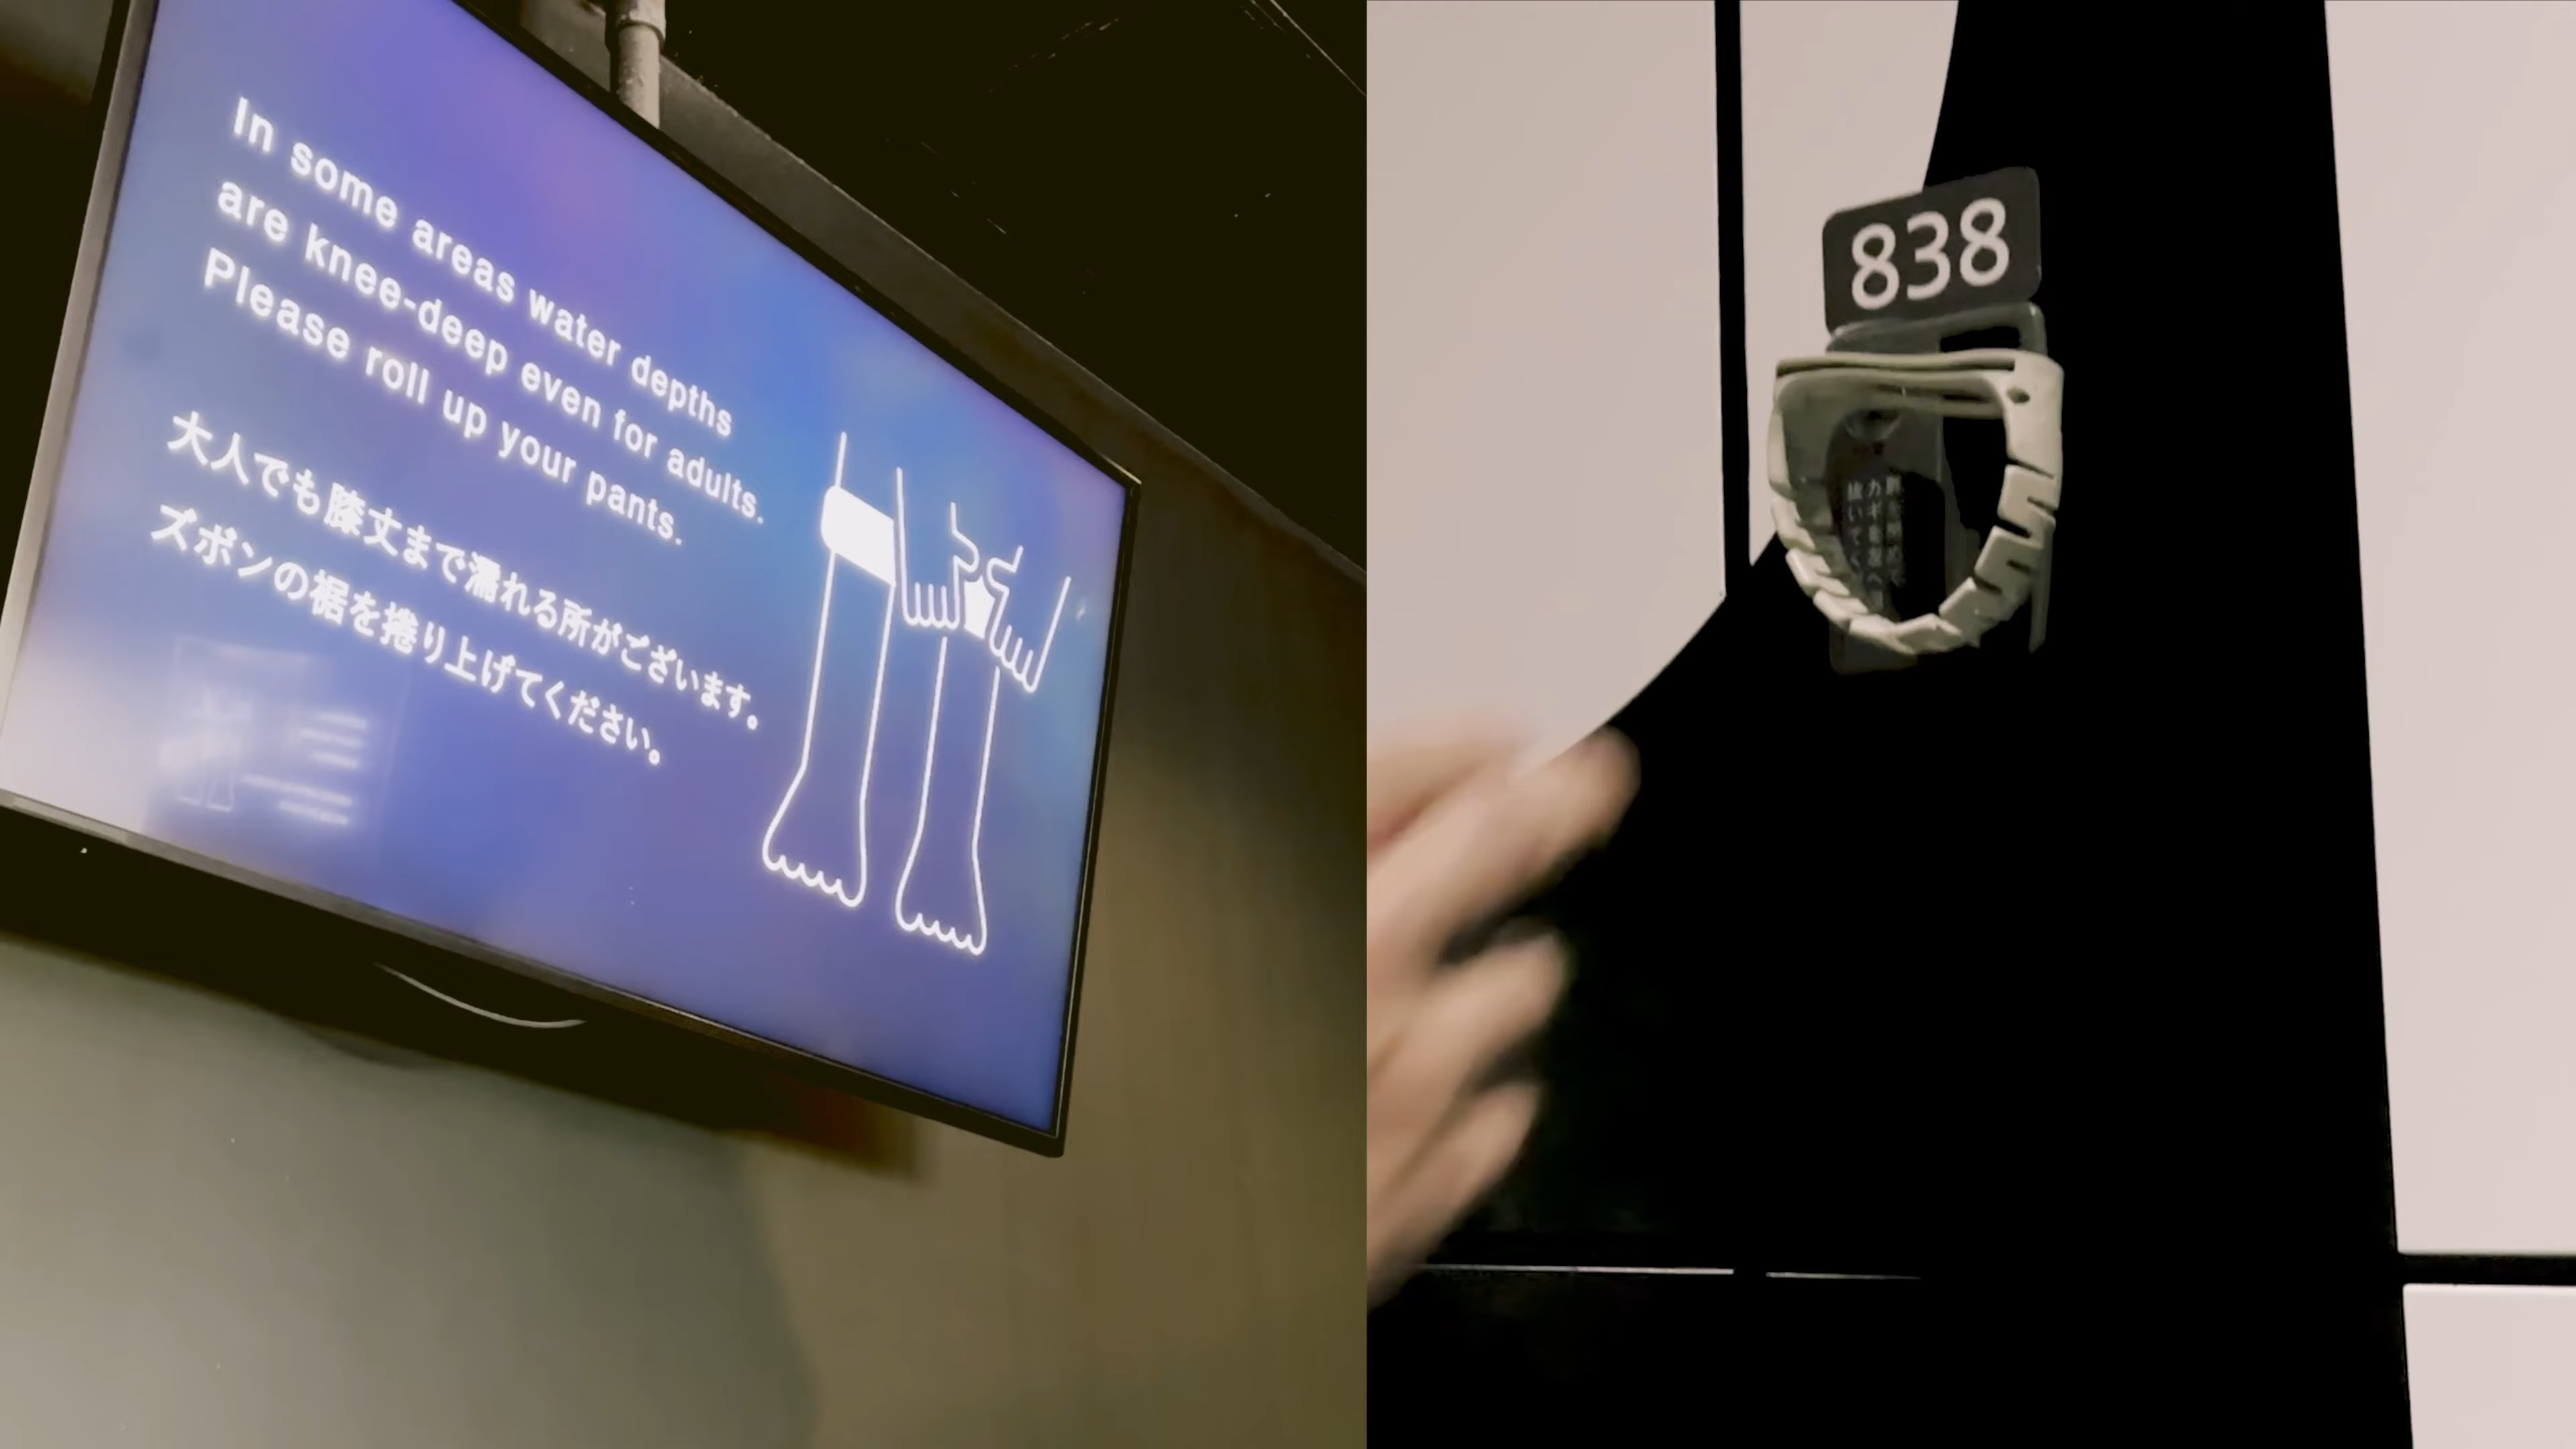 In some areas water depths
are knee-deep even for adults.
Please roll up your pants.
大人でも膝丈まで濡れる所がございます。
ズボンの裾を捲り上げてください。
838